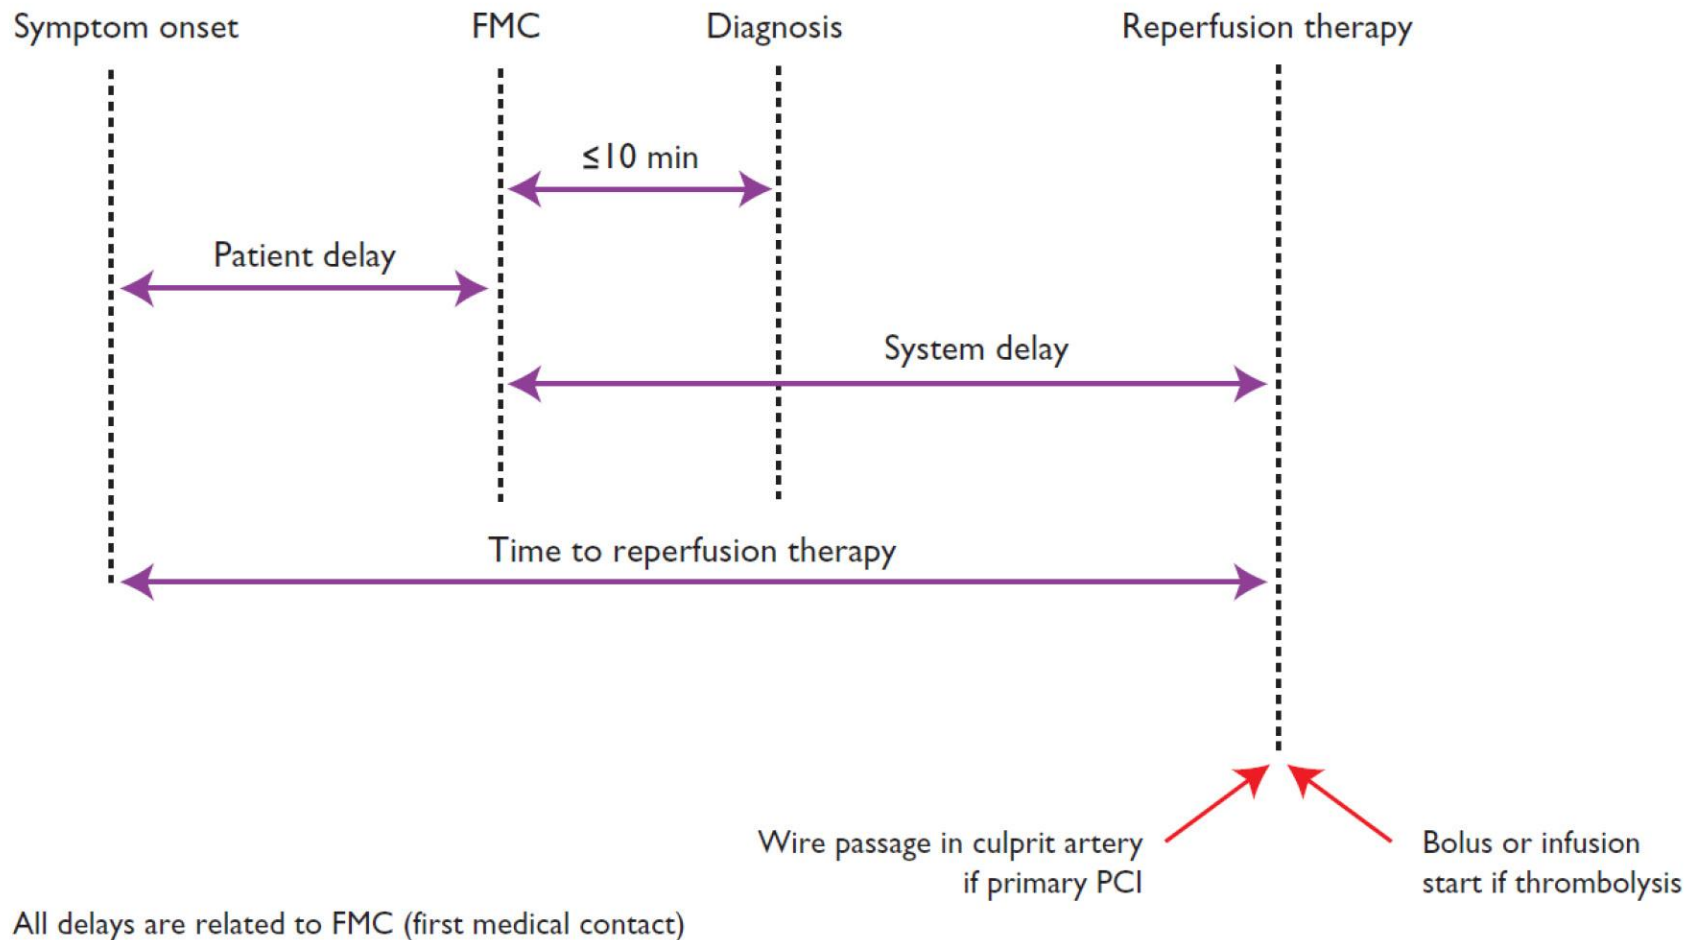 Symptom onset
FMC
Diagnosis
Reperfusion therapy
≤10 min
Patient delay
System delay
Time to reperfusion therapy
Wire passage in culprit artery
if primary PCI
Bolus or infusion
start if thrombolysis
All delays are related to FMC (first medical contact)